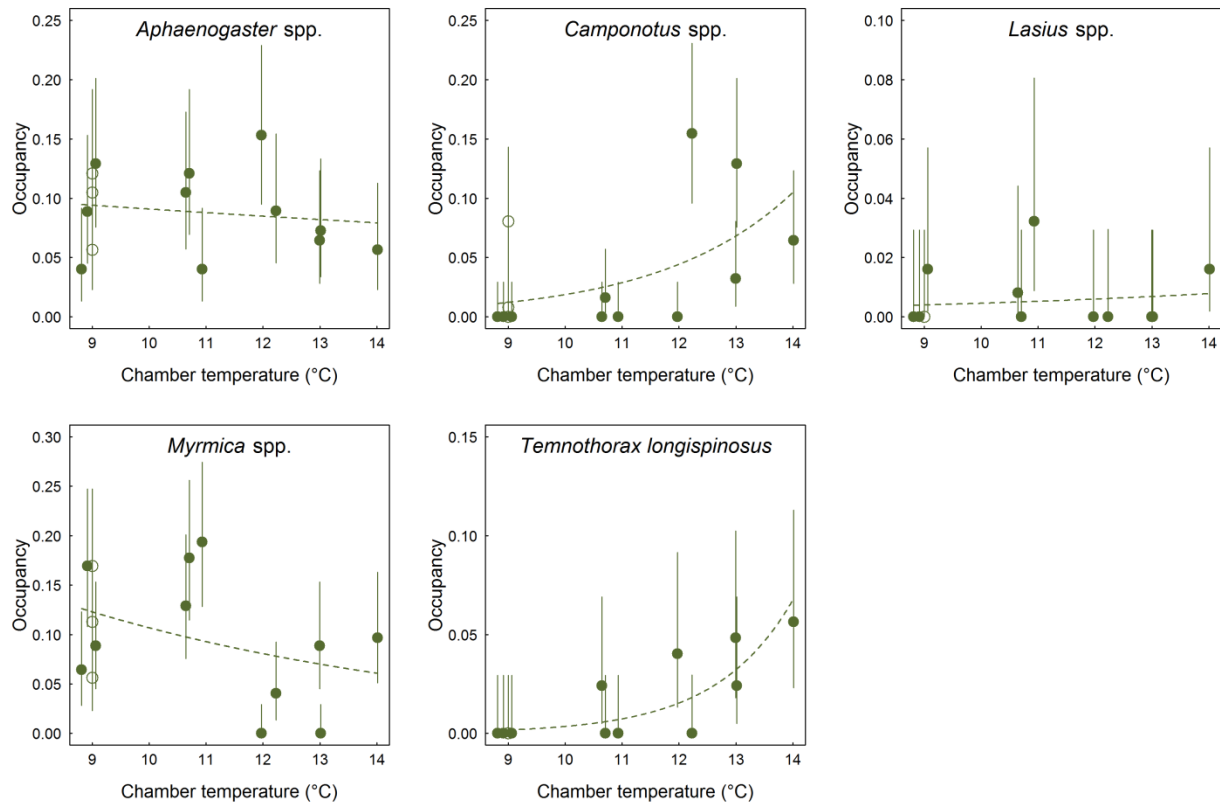 Aphaenogaster spp.
Occupancy
0.25
0.20
0.15
0.10
0.05
0.00
9 10 11 12 13 14
Chamber temperature (°C)
Camponotus spp.
Occupancy
0.25
0.20
0.15
0.10
0.05
0.00
9 10 11 12 13 14
Chamber temperature (°C)
Lasius spp.
Occupancy
0.10
0.08
0.06
0.04
0.02
0.00
9 10 11 12 13 14
Chamber temperature (°C)
Myrmica spp.
Occupancy
0.30
0.25
0.20
0.15
0.10
0.05
0.00
9 10 11 12 13 14
Chamber temperature (°C)
Temnothorax longispinosus
Occupancy
0.15
0.10
0.05
0.00
9 10 11 12 13 14
Chamber temperature (°C)